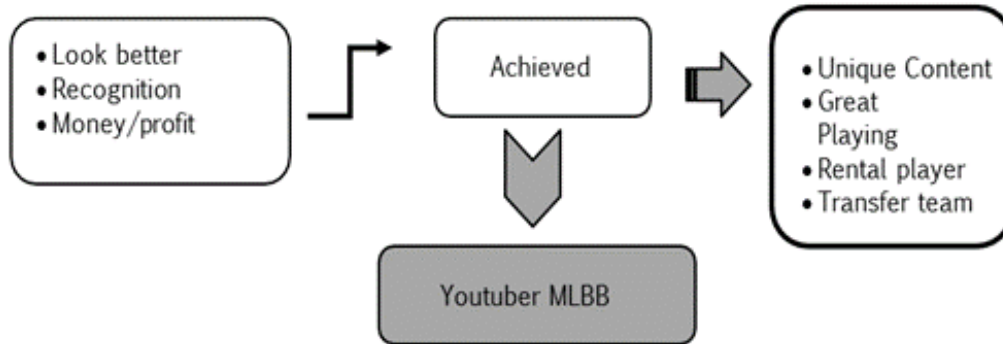 • Look better
• Recognition
• Money/profit
Achieved
• Unique Content
• Great
Playing
• Rental player
• Transfer team
Youtuber MLBB